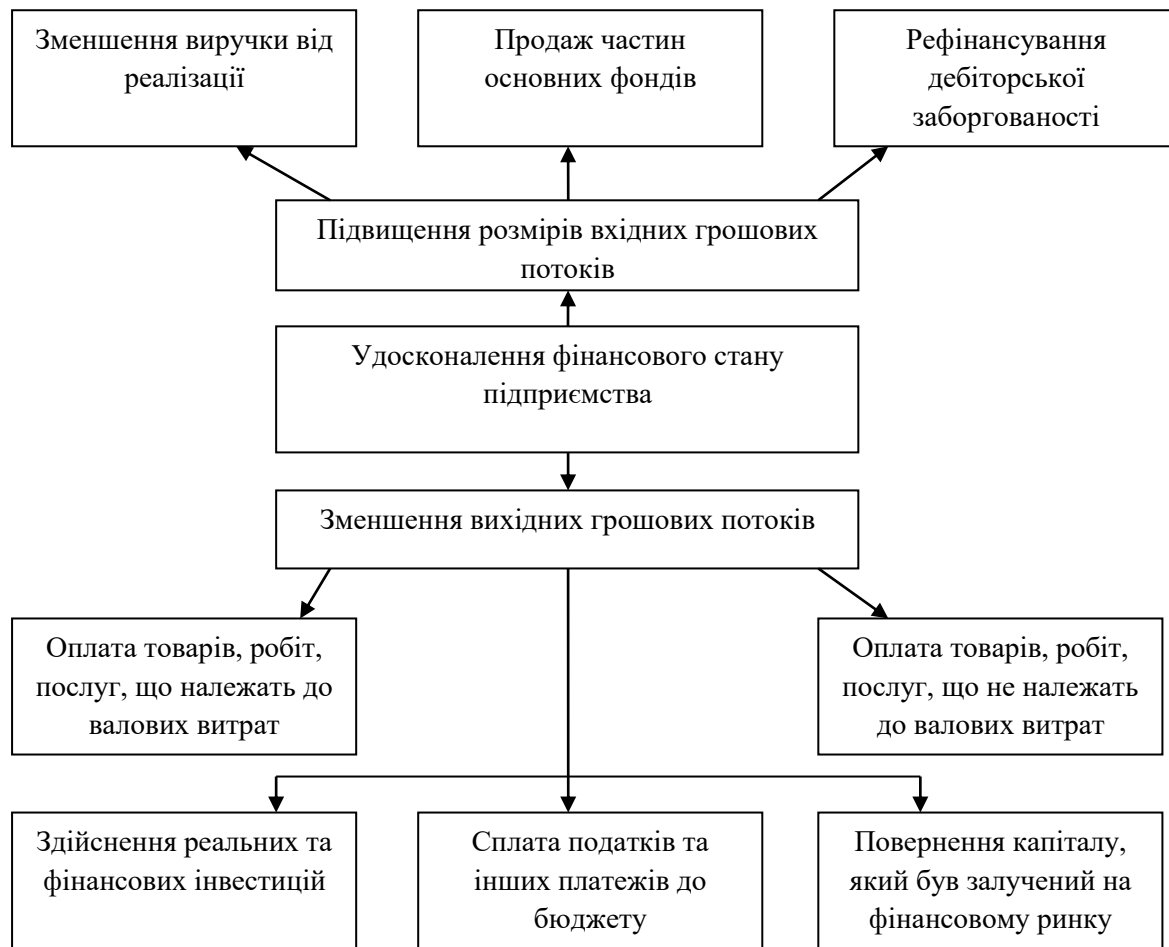 Зменшення виручки від
реалізації
Продаж частин
основних фондів
Рефінансування
дебіторської
заборгованості
Підвищення розмірів вхідних грошових
потоків
Удосконалення фінансового стану
підприємства
Зменшення вихідних грошових потоків
Оплата товарів, робіт,
послуг, що належать до
валових витрат
Оплата товарів, робіт,
послуг, що не належать
до валових витрат
Здійснення реальних та
фінансових інвестицій
Сплата податків та
інших платежів до
бюджету
Повернення капіталу,
який був залучений на
фінансовому ринку